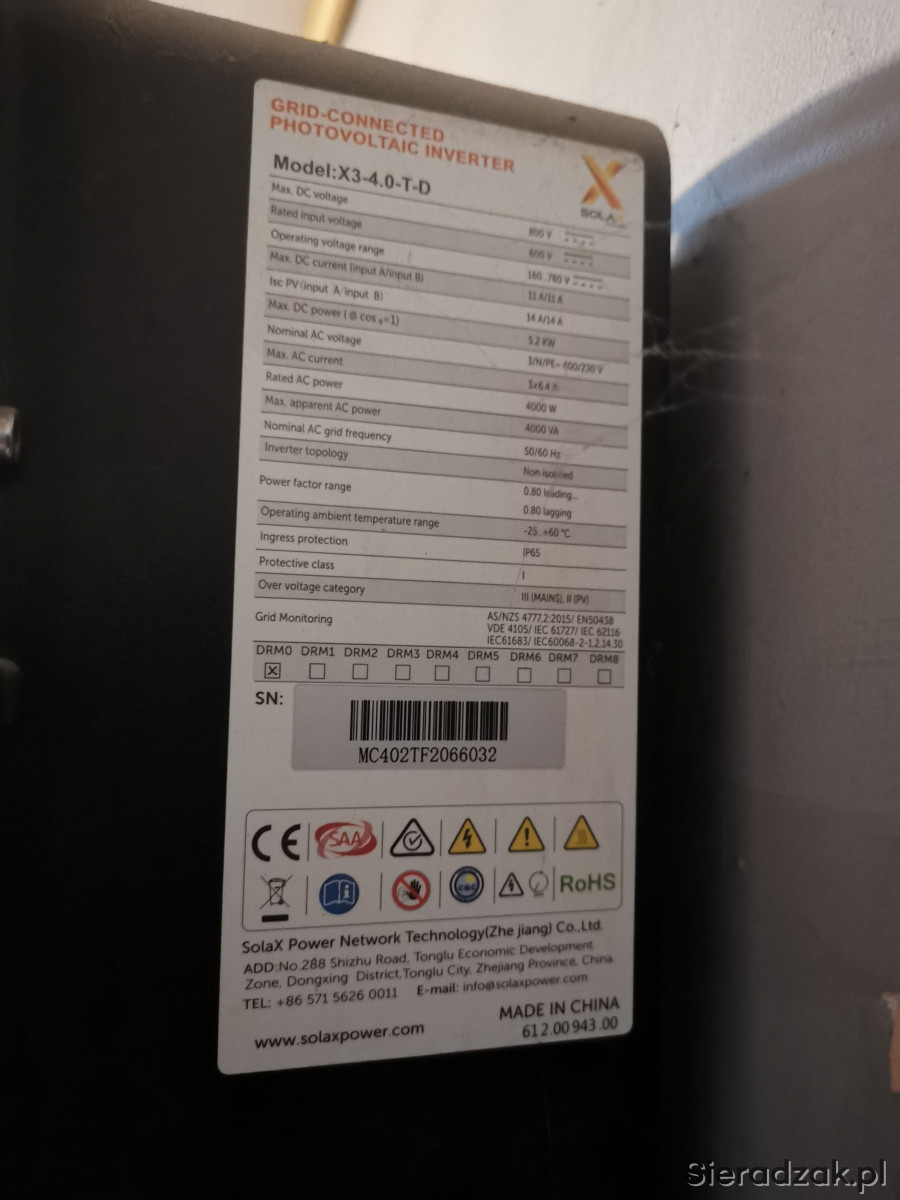 GRID-CONNECTED
PHOTOVOLTAIC INVERTER
X
SOLAX
Model:X3-4.0-T-D
Max. DC voltage 800 V
Rated input voltage 600 V
Operating voltage range 160...780 V
Max. DC current (input A/input B) 11 A/11 A
Isc PV(input A/input B) 14 A/14 A
Max. DC power ( @ cosφ=1) 5.2 KW
Nominal AC voltage 3/N/PE~ 400/230 V
Max. AC current 3x6.4 A
Rated AC power 4000 W
Max. apparent AC power 4000 VA
Nominal AC grid frequency 50/60 Hz
Inverter topology Non-isolated
Power factor range 0.80 leading...
0.80 lagging
Operating ambient temperature range -25...+60 °C
Ingress protection IP65
Protective class I
Over voltage category III (MAINS), II (PV)
Grid Monitoring AS/NZS 4777.2:2015/ EN50438
VDE 4105/ IEC 61727/ IEC 62116
IEC61683/ IEC60068-2-1,2,14,30
DRM0 DRM1 DRM2 DRM3 DRM4 DRM5 DRM6 DRM7 DRM8
SN:
MC402TF2066032
CE SAA
CGC RoHS
SolaX Power Network Technology(Zhe jiang) Co.,Ltd.
ADD:No.288 Shizhu Road, Tonglu Economic Development
Zone, Dongxing District,Tonglu City, Zhejiang Province, China.
TEL: +86 571 5626 0011 E-mail: info@solaxpower.com
MADE IN CHINA
www.solaxpower.com 612.00943.00
Sieradzak.pl